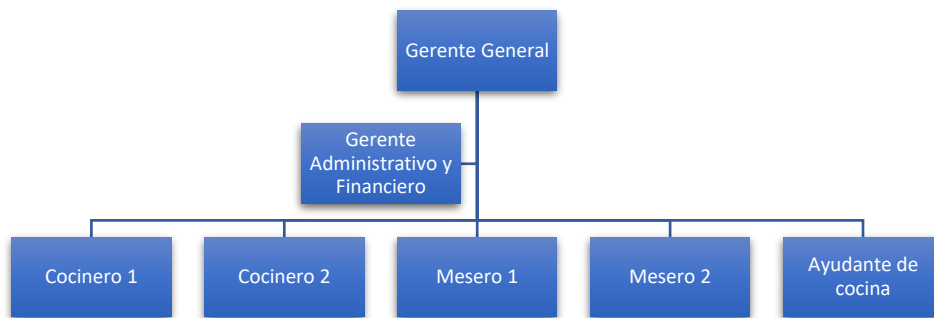 Gerente General
Gerente
Administrativo y
Financiero
Cocinero 1
Cocinero 2
Mesero 1
Mesero 2
Ayudante de
cocina